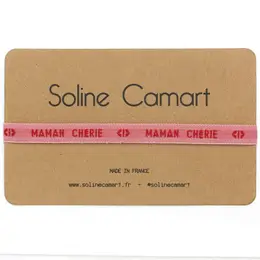 Soline Camart
<!> MAMAN CHERIE <!> MAMAN CHERIE <!>
MADE IN FRANCE
www.solinecamart.fr - #solinecamart